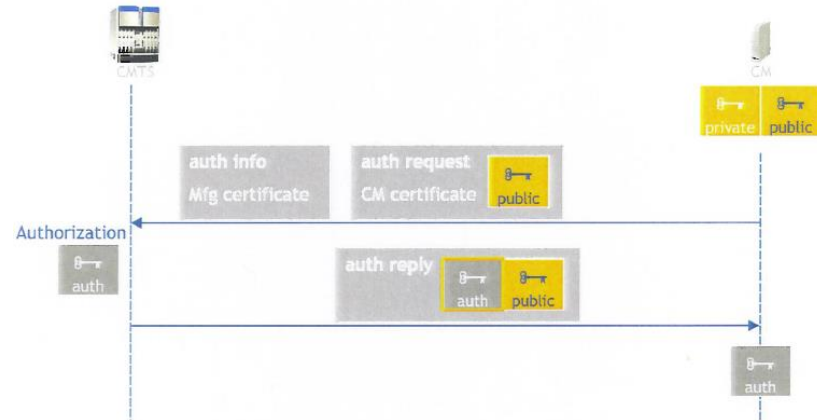 CMTS
CM
private public
auth info
Mfg certificate
auth request
CM certificate
public
Authorization
auth
auth reply
auth public
auth